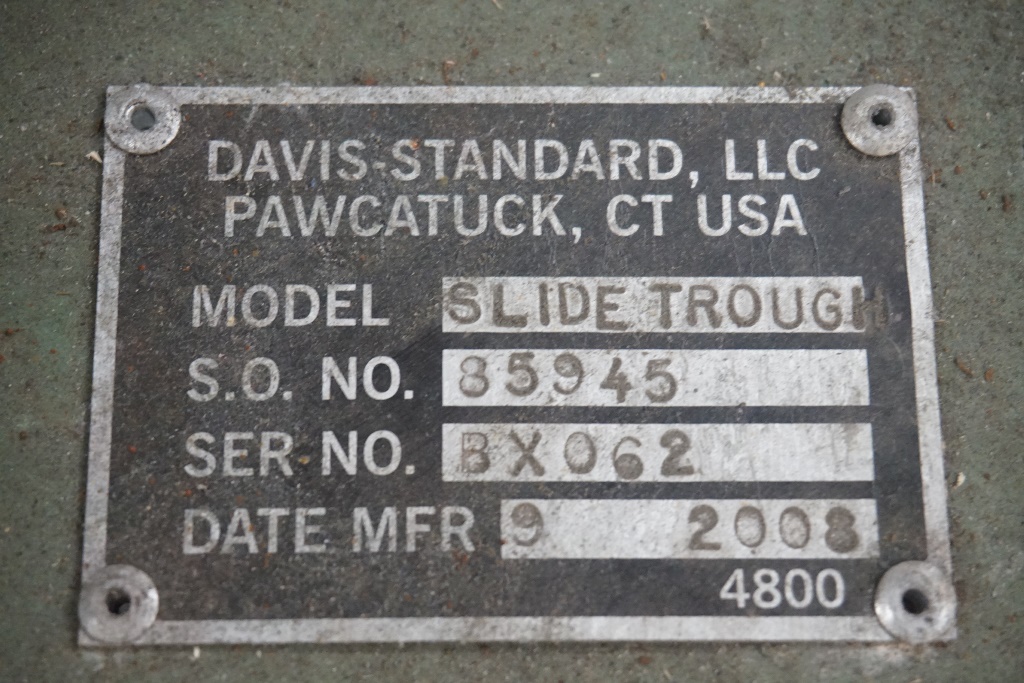 DAVIS-STANDARD, LLC
PAWCATUCK, CT USA
MODEL SLIDE TROUGH
S.O. NO. 85945
SER NO. BX062
DATE MFR 9 2008
4800